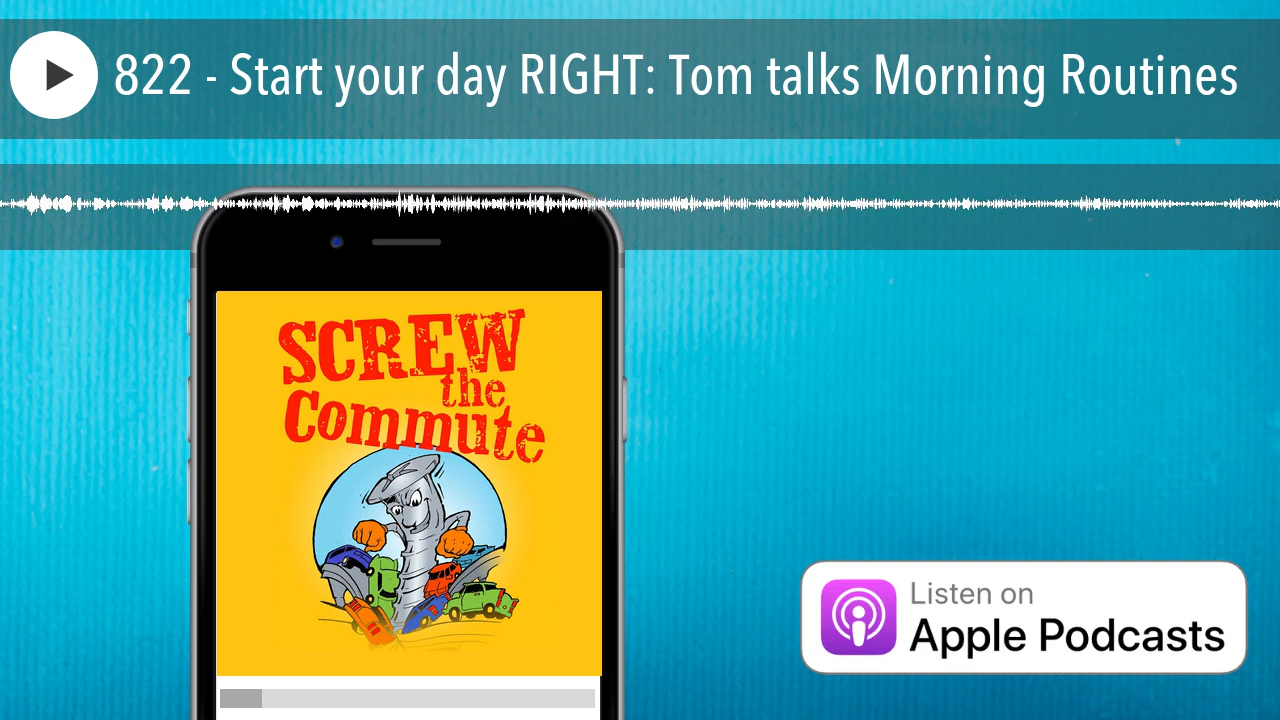 822 - Start your day RIGHT: Tom talks Morning Routines
SCREW
the
Commute
Listen on
Apple Podcasts